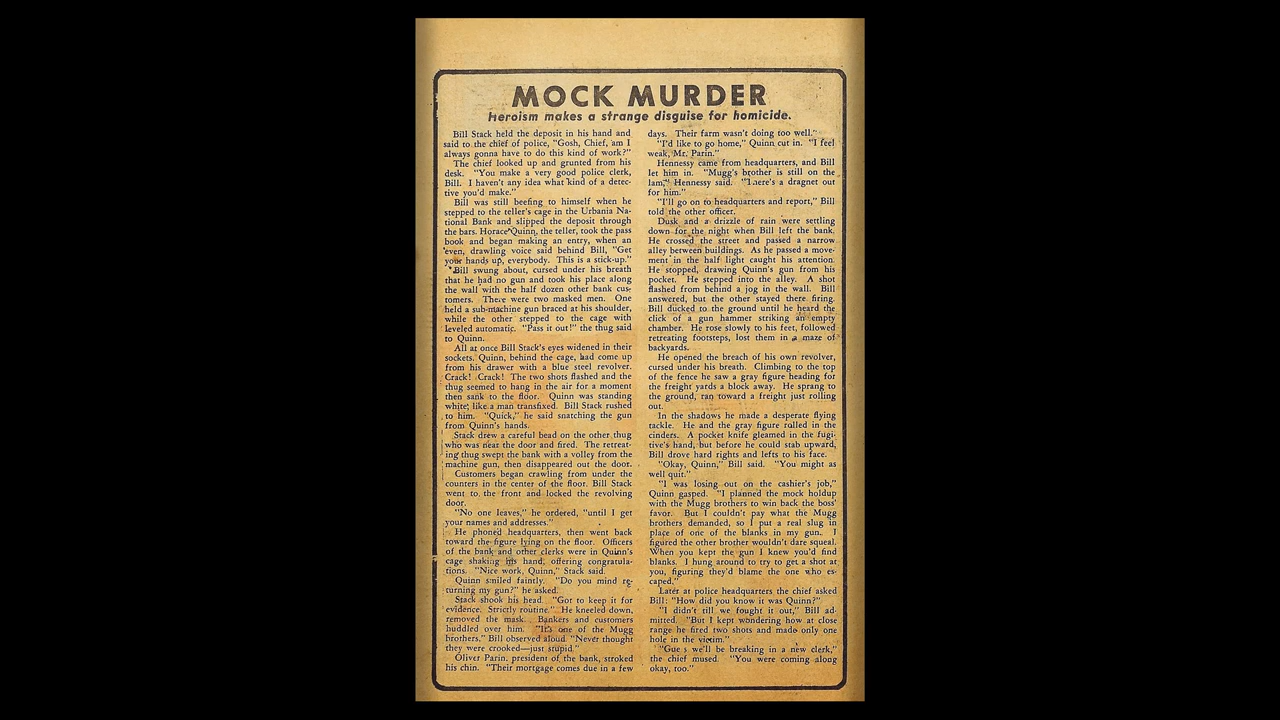 MOCK MURDER
Heroism makes a strange disguise for homicide.
Bill Stack held the deposit in his hand and
said to the chief of police, "Gosh, Chief, am I
always gonna have to do this kind of work?"
The chief looked up and grunted from his
desk. "You make a very good police clerk,
Bill. I haven't any idea what kind of a detec-
tive you'd make."
Bill was still beefing to himself when he
stepped to the teller's cage in the Urbania Na-
tional Bank and slipped the deposit through
the bars. Horace Quinn, the teller, took the pass
book and began making an entry, when an
even, drawling voice said behind Bill, "Get
your hands up, everybody. This is a stick-up."
Bill swung about, cursed under his breath
that he had no gun and took his place along
the wall with the half dozen other bank cus-
tomers. There were two masked men. One
held a sub-machine gun braced at his shoulder,
while the other stepped to the cage with
leveled automatic. "Pass it out!" the thug said
to Quinn.
All at once Bill Stack's eyes widened in their
sockets. Quinn, behind the cage, had come up
from his drawer with a blue steel revolver.
Crack! Crack! The two shots flashed and the
thug seemed to hang in the air for a moment
then sank to the floor. Quinn was standing
white, like a man transfixed. Bill Stack rushed
to him. "Quick," he said snatching the gun
from Quinn's hands.
Stack drew a careful bead on the other thug
who was near the door and fired. The retreat-
ing thug swept the bank with a volley from the
machine gun, then disappeared out the door.
Customers began crawling from under the
counters in the center of the floor. Bill Stack
went to the front and locked the revolving
door.
"No one leaves," he ordered, "until I get
your names and addresses."
He phoned headquarters, then went back
toward the figure lying on the floor. Officers
of the bank and other clerks were in Quinn's
cage shaking his hand, offering congratula-
tions. "Nice work, Quinn," Stack said.
Quinn smiled faintly. "Do you mind re-
turning my gun?" he asked.
Stack shook his head. "Got to keep it for
evidence. Strictly routine." He kneeled down,
removed the mask. Bankers and customers
huddled over him. "It's one of the Mugg
brothers," Bill observed aloud. "Never thought
they were crooked—just stupid."
Oliver Parin, president of the bank, stroked
his chin. "Their mortgage comes due in a few
days. Their farm wasn't doing too well."
"I'd like to go home," Quinn cut in. "I feel
weak, Mr. Parin."
Hennessy came from headquarters, and Bill
let him in. "Mugg's brother is still on the
lam," Hennessy said. "There's a dragnet out
for him."
"I'll go on to headquarters and report," Bill
told the other officer.
Dusk and a drizzle of rain were settling
down for the night when Bill left the bank.
He crossed the street and passed a narrow
alley between buildings. As he passed a move-
ment in the half light caught his attention.
He stopped, drawing Quinn's gun from his
pocket. He stepped into the alley. A shot
flashed from behind a jog in the wall. Bill
answered, but the other stayed there firing.
Bill ducked to the ground until he heard the
click of a gun hammer striking an empty
chamber. He rose slowly to his feet, followed
retreating footsteps, lost them in a maze of
backyards.
He opened the breach of his own revolver,
cursed under his breath. Climbing to the top
of the fence he saw a gray figure heading for
the freight yards a block away. He sprang to
the ground, ran toward a freight just rolling
out.
In the shadows he made a desperate flying
tackle. He and the gray figure rolled in the
cinders. A pocket knife gleamed in the fugi-
tive's hand, but before he could stab upward,
Bill drove hard rights and lefts to his face.
"Okay, Quinn," Bill said. "You might as
well quit."
"I was losing out on the cashier's job,"
Quinn gasped. "I planned the mock holdup
with the Mugg brothers to win back the boss'
favor. But I couldn't pay what the Mugg
brothers demanded, so I put a real slug in
place of one of the blanks in my gun. I
figured the other brother wouldn't dare squeal.
When you kept the gun I knew you'd find
blanks. I hung around to try to get a shot at
you, figuring they'd blame the one who es-
caped."
Later at police headquarters the chief asked
Bill: "How did you know it was Quinn?"
"I didn't till we fought it out," Bill ad-
mitted. "But I kept wondering how at close
range he fired two shots and made only one
hole in the victim."
"Gue s we'll be breaking in a new clerk,"
the chief mused. "You were coming along
okay, too."